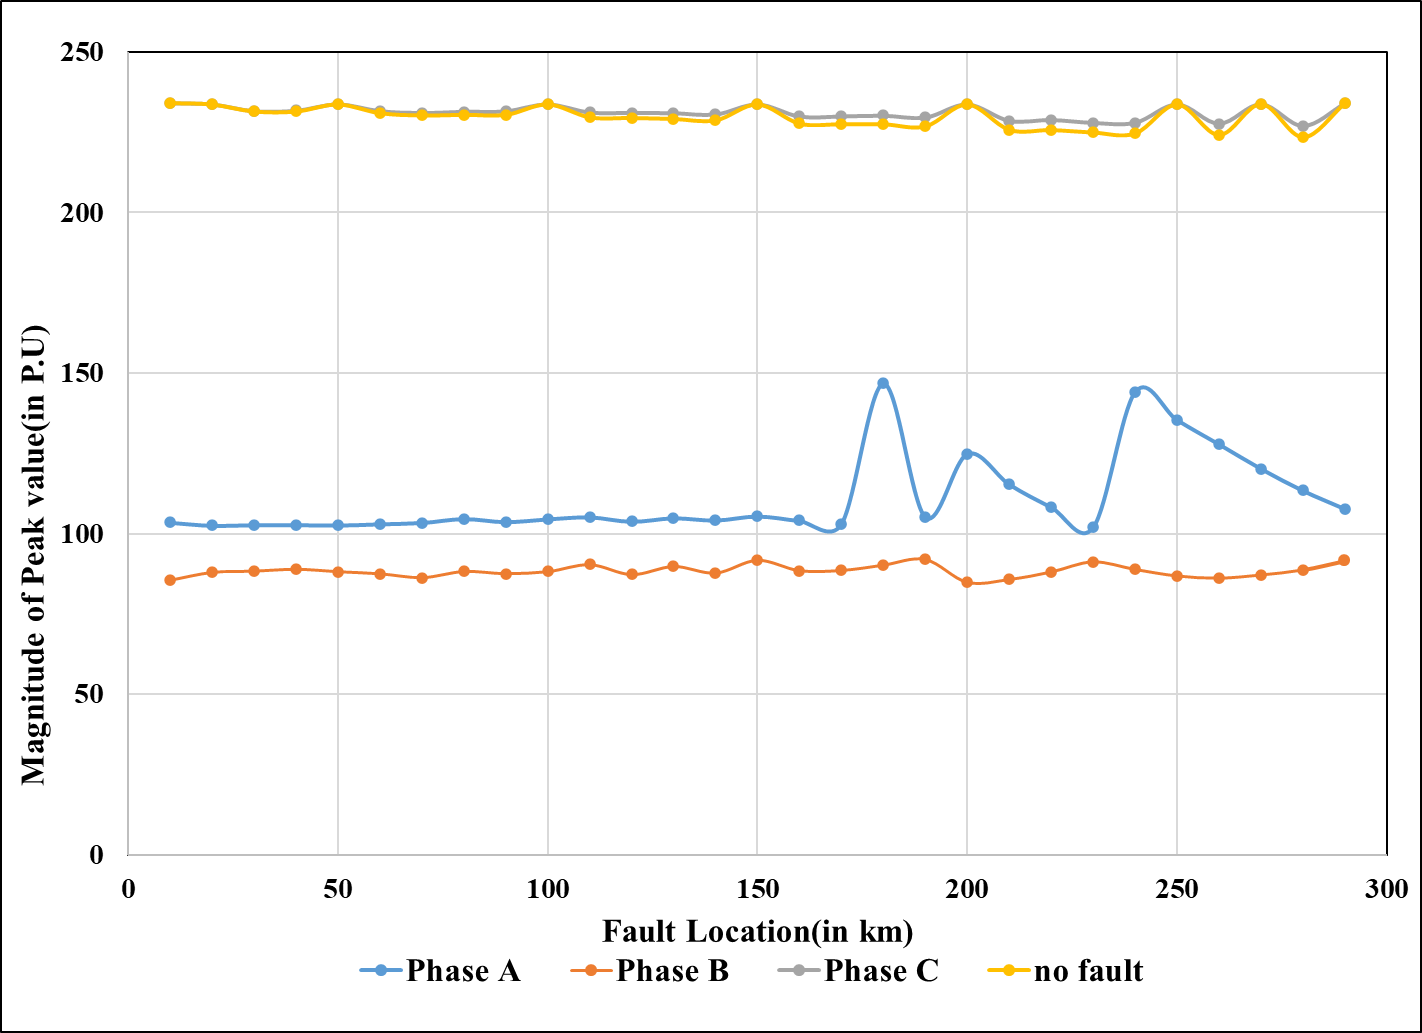 250
200
150
100
50
0
Magnitude of Peak value(in P.U)
0 50 100 150 200 250 300
Fault Location(in km)
Phase A Phase B Phase C no fault